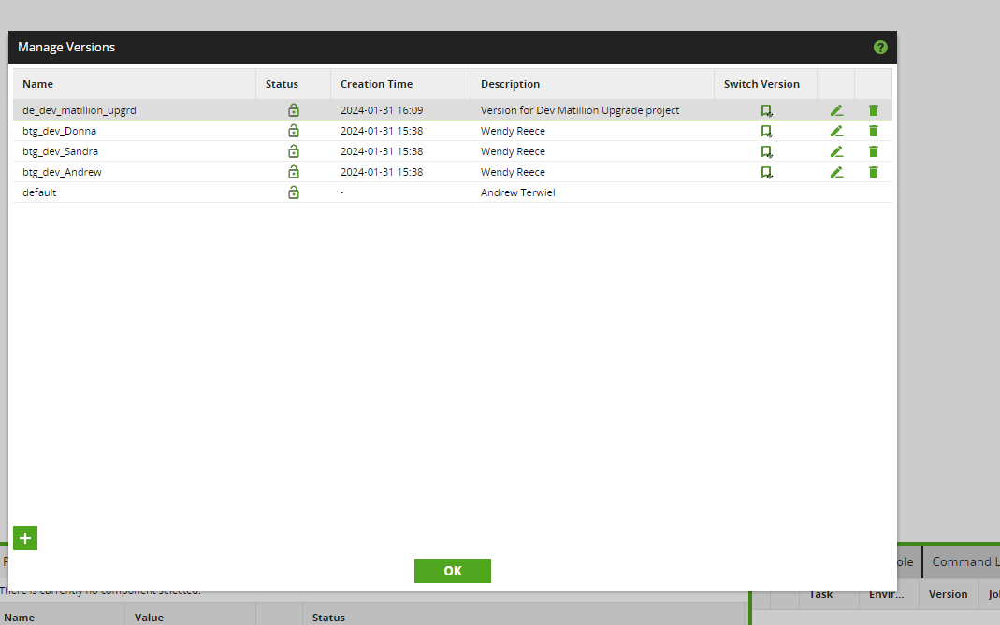 Manage Versions
?
Name Status Creation Time Description Switch Version
de_dev_matillion_upgrd 2024-01-31 16:09 Version for Dev Matillion Upgrade project
btg_dev_Donna 2024-01-31 15:38 Wendy Reece
btg_dev_Sandra 2024-01-31 15:38 Wendy Reece
btg_dev_Andrew 2024-01-31 15:38 Wendy Reece
default - Andrew Terwiel
+
OK
P ole Command L
There is currently no component selected.
Task Envir... Version Jo
Name Value Status